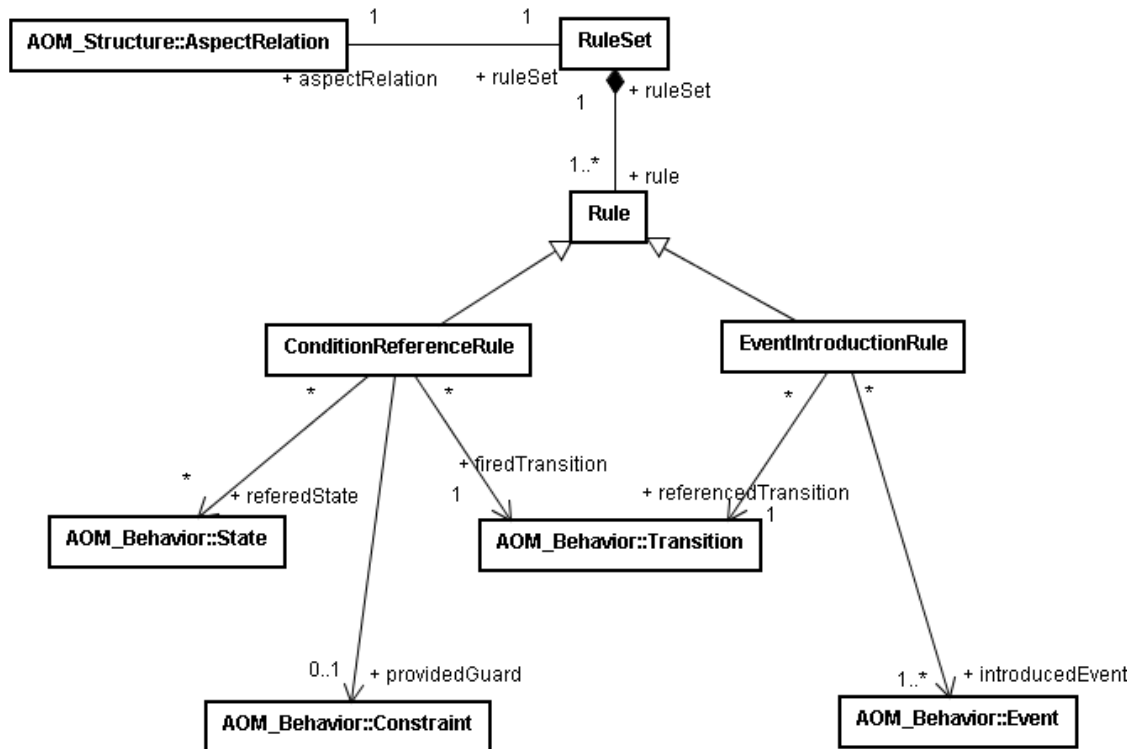 1 1
AOM_Structure::AspectRelation
RuleSet
+ aspectRelation
+ ruleSet
1
+ ruleSet
1..*
+ rule
Rule
ConditionReferenceRule
EventIntroductionRule
* * * *
+ firedTransition
*
+ referedState
1
+ referencedTransition
1
AOM_Behavior::State
AOM_Behavior::Transition
0..1
+ providedGuard
1..*
+ introducedEvent
AOM_Behavior::Constraint
AOM_Behavior::Event